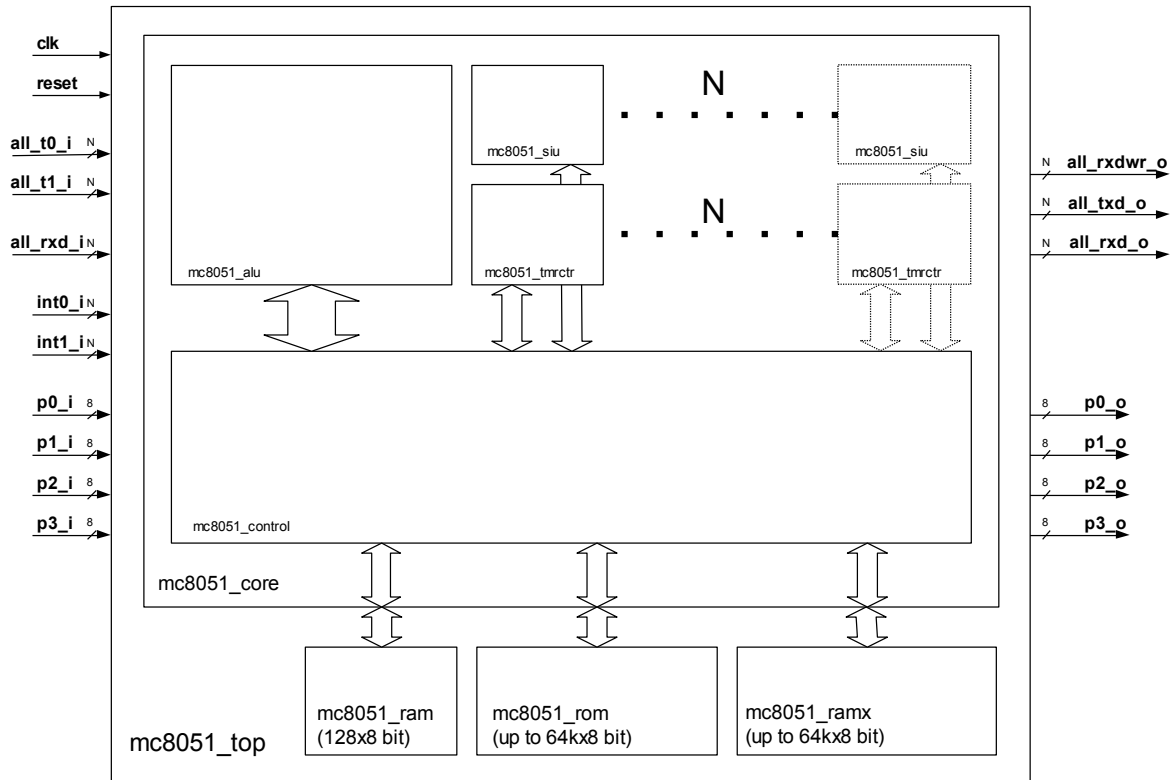 clk
reset
all_t0_i N
all_t1_i N
all_rxd_i N
int0_i N
int1_i N
p0_i 8
p1_i 8
p2_i 8
p3_i 8
N
mc8051_siu
mc8051_siu
N
mc8051_alu
mc8051_tmrctr
mc8051_tmrctr
mc8051_control
mc8051_core
mc8051_ram
(128x8 bit)
mc8051_rom
(up to 64kx8 bit)
mc8051_ramx
(up to 64kx8 bit)
mc8051_top
N all_rxdwr_o
N all_txd_o
N all_rxd_o
8 p0_o
8 p1_o
8 p2_o
8 p3_o